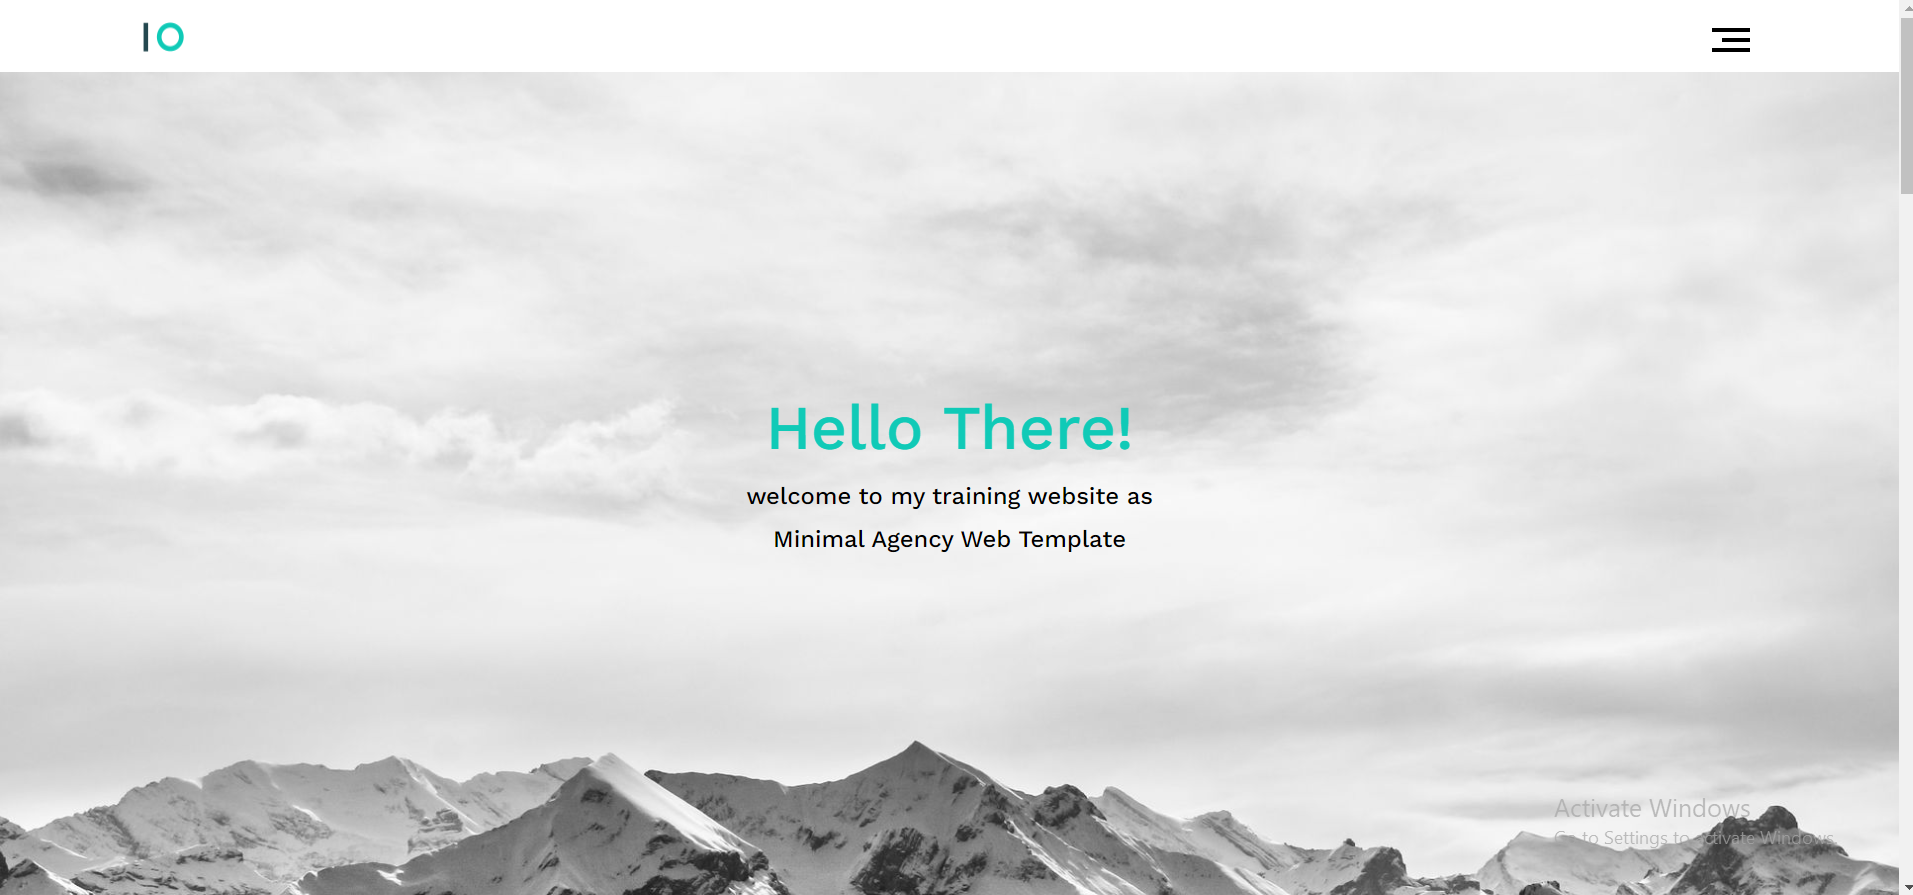 IO
Hello There!
welcome to my training website as
Minimal Agency Web Template
Activate Windows
Go to Settings to activate Windows.